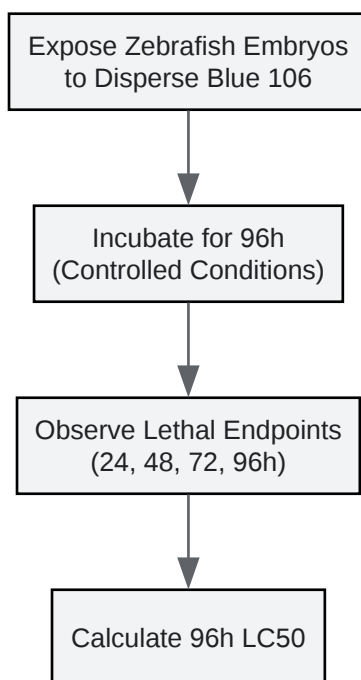 Expose Zebrafish Embryos
to Disperse Blue 106
Incubate for 96h
(Controlled Conditions)
Observe Lethal Endpoints
(24, 48, 72, 96h)
Calculate 96h LC50